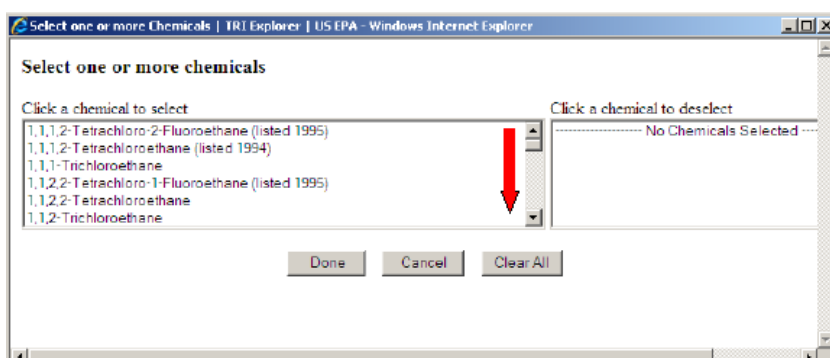 Select one or more Chemicals | TRI Explorer | US EPA - Windows Internet Explorer
Select one or more chemicals
Click a chemical to select
Click a chemical to deselect
1,1,1,2-Tetrachloro-2-Fluoroethane (listed 1995)
1,1,1,2-Tetrachloroethane (listed 1994)
1,1,1-Trichloroethane
1,1,2,2-Tetrachloro-1-Fluoroethane (listed 1995)
1,1,2,2-Tetrachloroethane
1,1,2-Trichloroethane
------------------- No Chemicals Selected ----
Done
Cancel
Clear All